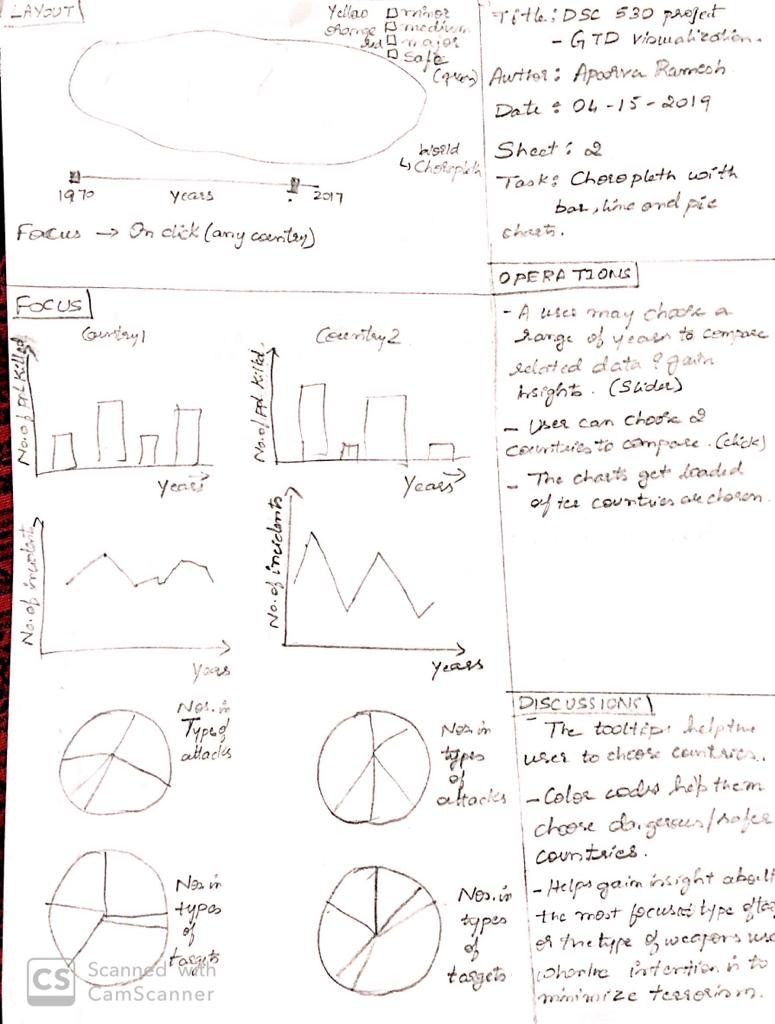 LAYOUT
Yellow minor
orange medium
red major
Safe
(green)
World
↳ Choropleth
1970 Years 2017
Focus → On click (any country)
Title: DSC 530 project
- GTD visualization.
Author: Apoorva Ramesh
Date: 04-15-2019
Sheet: 2
Task: Choropleth with
bar, line and pie
charts.
OPERATIONS
- A user may choose a
range of years to compare
related data & gain
insights. (Slider)
- User can choose 2
countries to compare. (click)
- The charts get loaded
after countries are chosen.
FOCUS
Country1
No. of ppl killed
Years
Country2
No. of ppl killed
Years
No. of incidents
Years
No. of incidents
Years
Nos. in
Types of
attacks
Nos. in
types
of
attacks
Nos. in
types
of
targets
Nos. in
types
of
targets
DISCUSSIONS
- The tooltips help the
user to choose countries.
- Color codes help them
choose dangerous/safer
countries.
- Helps gain insight about
the most focused type of
or the type of weapons
intention is to
minimize terrorism.
CS Scanned with
CamScanner